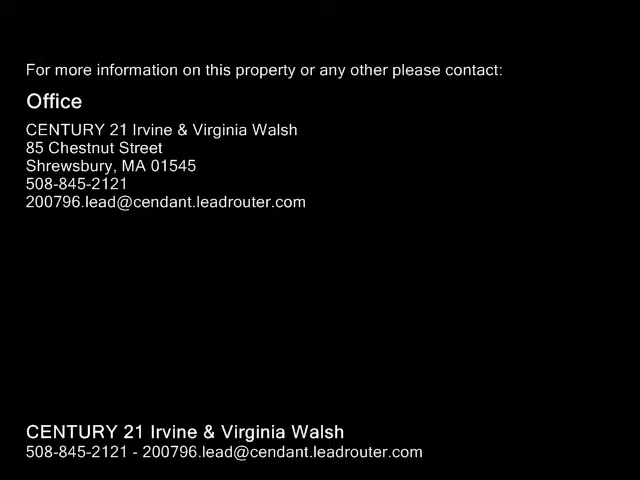 For more information on this property or any other please contact:
Office
CENTURY 21 Irvine & Virginia Walsh
85 Chestnut Street
Shrewsbury, MA 01545
508-845-2121
200796.lead@cendant.leadrouter.com
CENTURY 21 Irvine & Virginia Walsh
508-845-2121 - 200796.lead@cendant.leadrouter.com